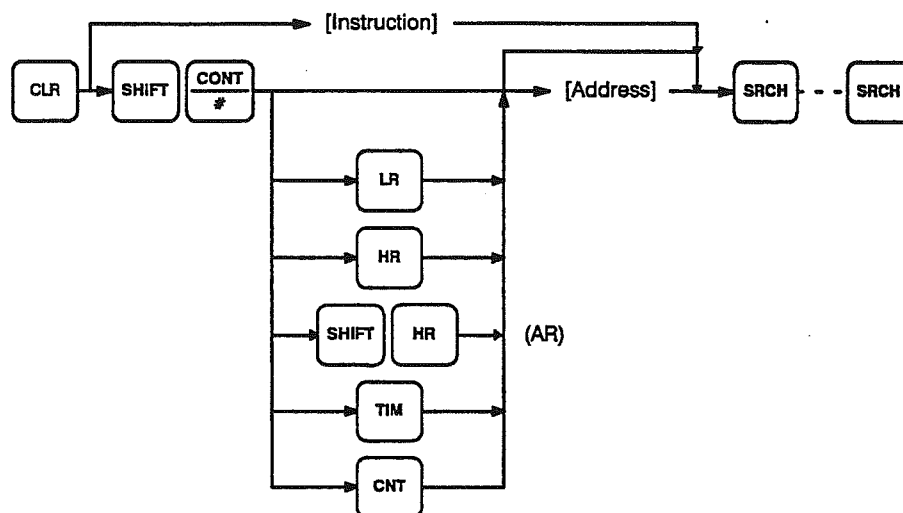 [Instruction]
CLR SHIFT CONT # [Address] SRCH SRCH
LR
HR
SHIFT HR (AR)
TIM
CNT